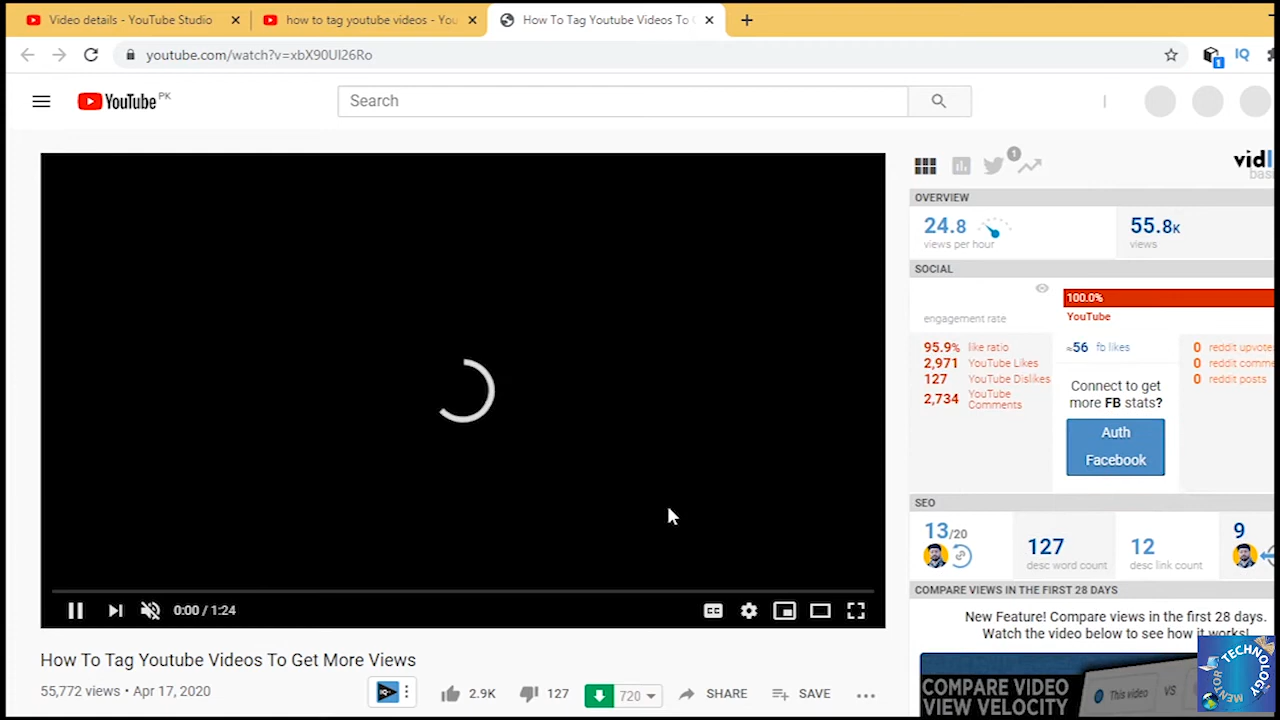 Video details - YouTube Studio
how to tag youtube videos - You
How To Tag Youtube Videos To G
youtube.com/watch?v=xbX90UI26Ro
1
IQ
YouTube PK
Search
1
vidI
basi
OVERVIEW
24.8
views per hour
55.8K
views
SOCIAL
engagement rate
100.0%
YouTube
95.9% like ratio
2,971 YouTube Likes
127 YouTube Dislikes
2,734 YouTube Comments
≈56 fb likes
Connect to get
more FB stats?
Auth
Facebook
0 reddit upvote
0 reddit comme
0 reddit posts
SEO
13/20
127
desc word count
12
desc link count
9
COMPARE VIEWS IN THE FIRST 28 DAYS
New Feature! Compare views in the first 28 days.
Watch the video below to see how it works!
COMPARE VIDEO
VIEW VELOCITY
This video VS
0:00 / 1:24
CC
How To Tag Youtube Videos To Get More Views
55,772 views • Apr 17, 2020
IQ
2.9K
127
720
SHARE
SAVE
TECHNOLOGY
MENTOR